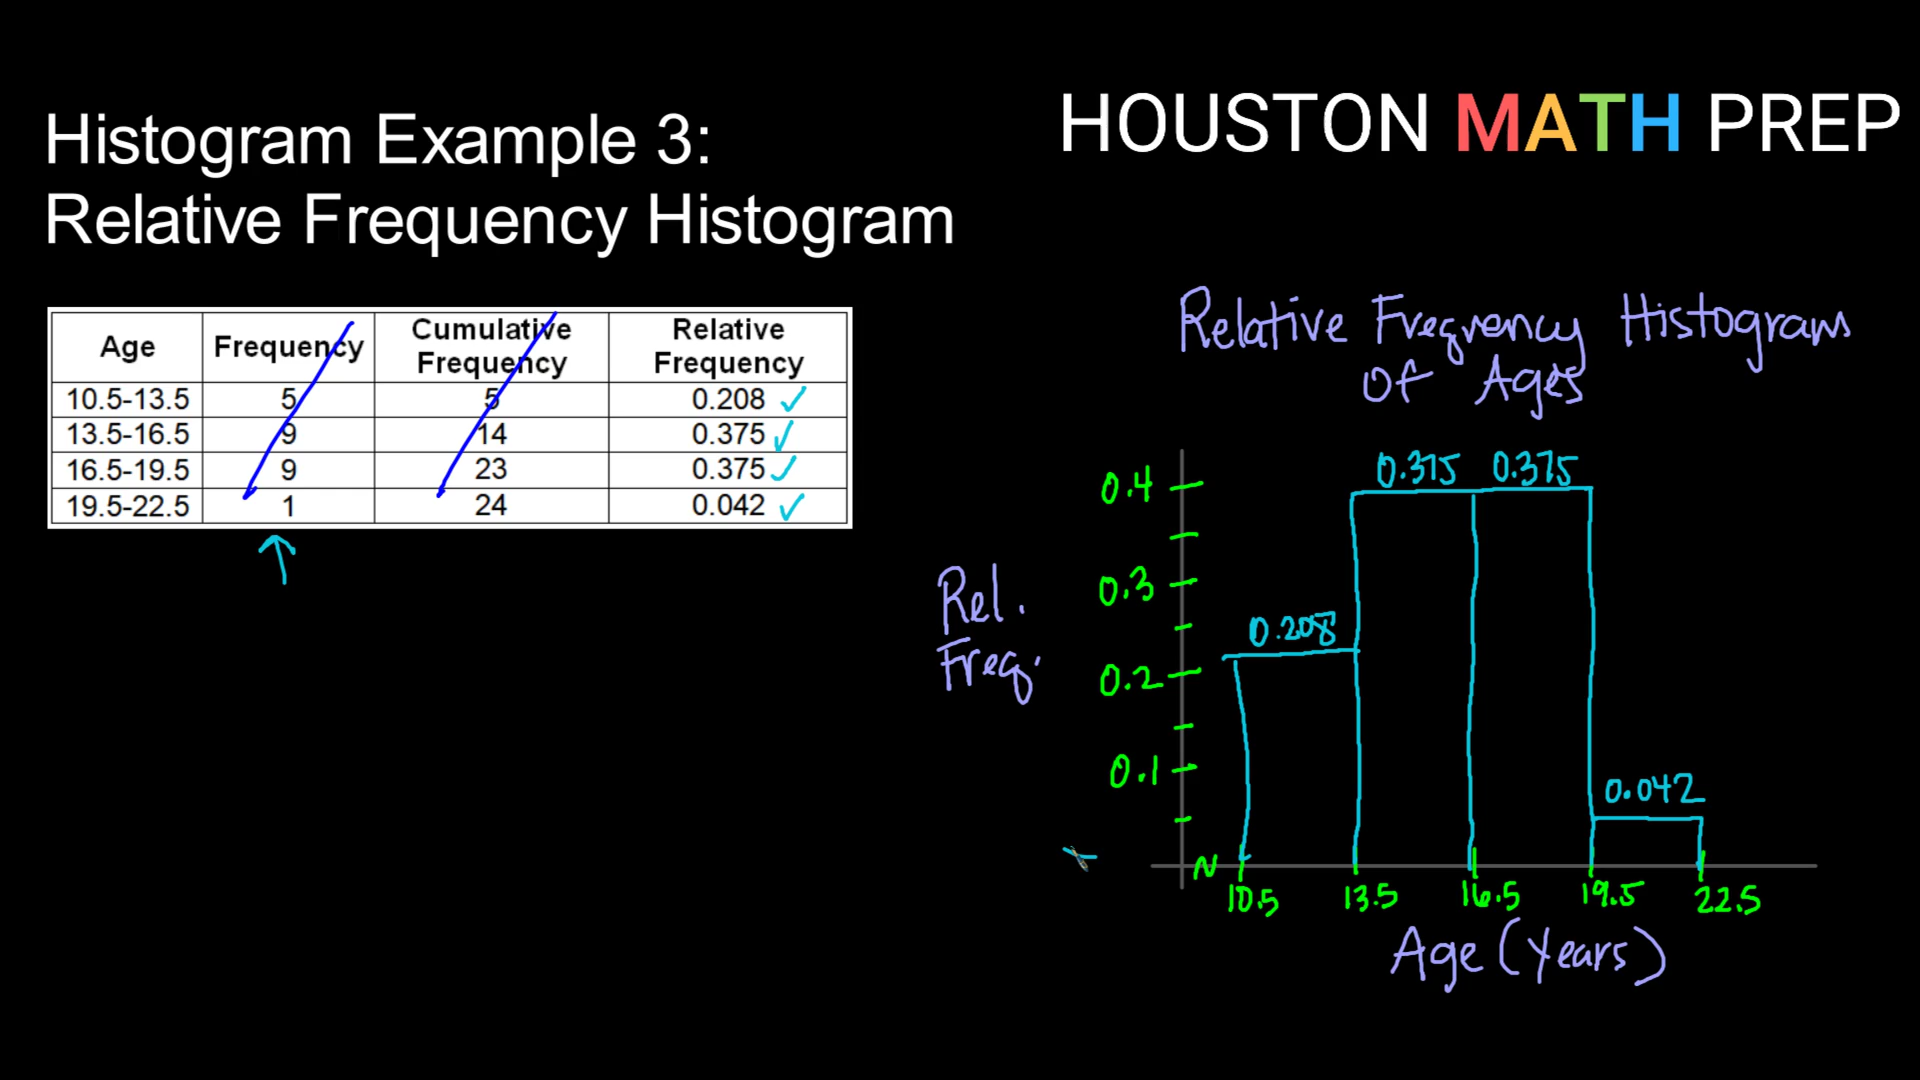 HOUSTON MATH PREP
Histogram Example 3:
Relative Frequency Histogram
Age Frequency Cumulative Frequency Relative Frequency
10.5-13.5 5 5 0.208
13.5-16.5 9 14 0.375
16.5-19.5 9 23 0.375
19.5-22.5 1 24 0.042
Relative Frequency Histogram
Of Ages
0.375 0.375
0.4
0.3
Rel.
Freq.
0.208
0.2
0.1
0.042
10.5 13.5 16.5 19.5 22.5
Age (Years)